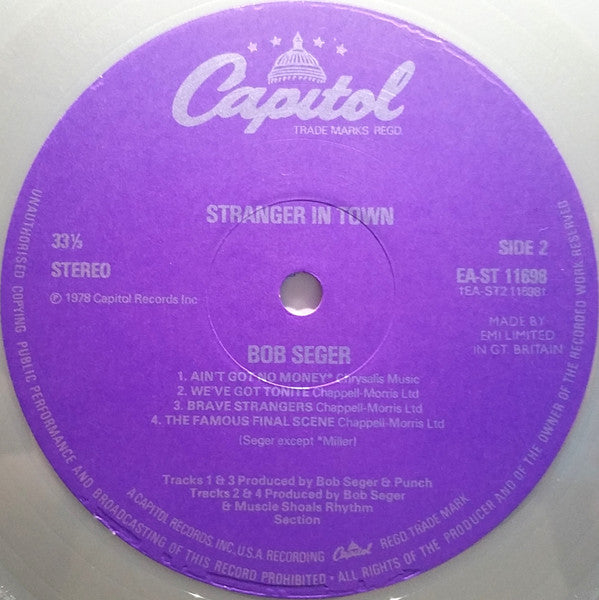 Capitol
TRADE MARKS REGD.
STRANGER IN TOWN
33⅓
STEREO
℗ 1978 Capitol Records Inc
SIDE 2
EA-ST 11698
(EA-ST2 11698)
MADE BY
EMI LIMITED
IN GT. BRITAIN
BOB SEGER
1. AIN'T GOT NO MONEY* Chrysalis Music
2. WE'VE GOT TONITE Chappell-Morris Ltd
3. BRAVE STRANGERS Chappell-Morris Ltd
4. THE FAMOUS FINAL SCENE Chappell-Morris Ltd
(Seger except *Miller)
Tracks 1 & 3 Produced by Bob Seger & Punch
Tracks 2 & 4 Produced by Bob Seger
& Muscle Shoals Rhythm
Section
A CAPITOL RECORDS, INC., U.S.A. RECORDING Capitol REGD. TRADE MARK
UNAUTHORISED COPYING PUBLIC PERFORMANCE AND BROADCASTING OF THIS RECORD PROHIBITED • ALL RIGHTS OF THE PRODUCER AND OF THE OWNER OF THE RECORDED WORK RESERVED